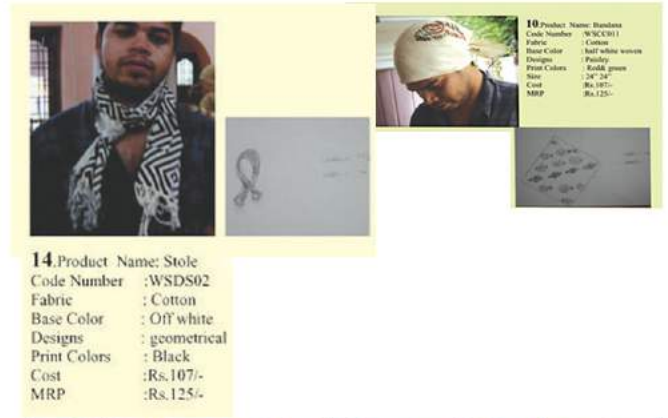 14.Product Name: Stole
Code Number :WSDS02
Fabric : Cotton
Base Color : Off white
Designs : geometrical
Print Colors : Black
Cost :Rs.107/-
MRP :Rs.125/-
10.Product Name: Bandana
Code Number :WSCC011
Fabric : Cotton
Base Color : half white woven
Designs : Paisley
Print Colors : Red& green
Size : 24" 24"
Cost :Rs.107/-
MRP :Rs.125/-